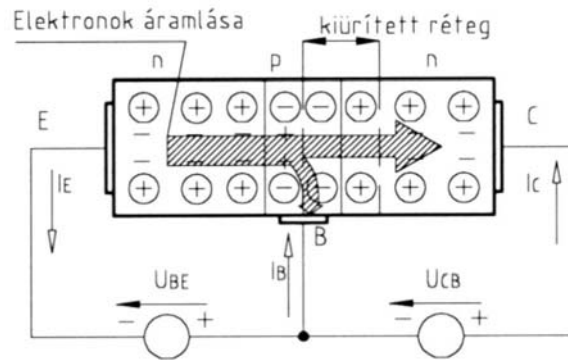 Elektronok áramlása
kiürített réteg
n p n
E C
IE IC
B
IB
UBE UCB
− + − +